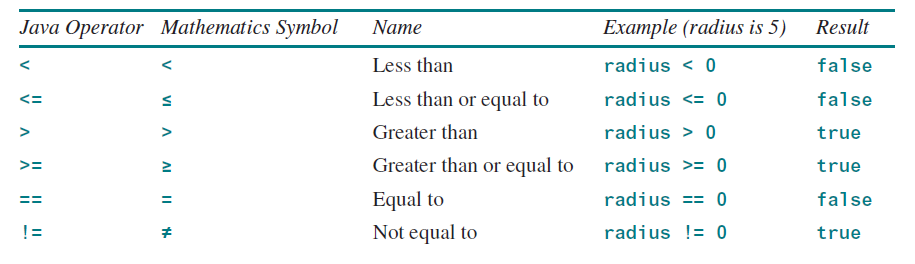 Java Operator Mathematics Symbol Name Example (radius is 5) Result
< < Less than radius < 0 false
<= ≤ Less than or equal to radius <= 0 false
> > Greater than radius > 0 true
>= ≥ Greater than or equal to radius >= 0 true
== = Equal to radius == 0 false
!= ≠ Not equal to radius != 0 true